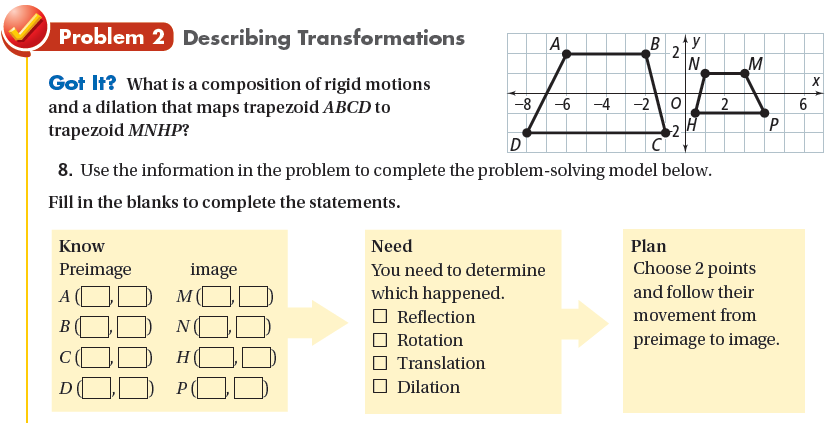 Problem 2 Describing Transformations
Got It? What is a composition of rigid motions
and a dilation that maps trapezoid ABCD to
trapezoid MNHP?
A B 2 y
N M
x
-8 -6 -4 -2 O 2 6
-2 H P
D C
8. Use the information in the problem to complete the problem-solving model below.
Fill in the blanks to complete the statements.
Know
Preimage image
A( , ) M( , )
B( , ) N( , )
C( , ) H( , )
D( , ) P( , )
Need
You need to determine
which happened.
□ Reflection
□ Rotation
□ Translation
□ Dilation
Plan
Choose 2 points
and follow their
movement from
preimage to image.